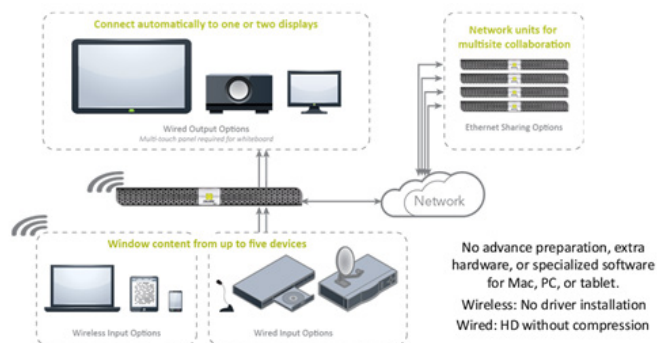 Connect automatically to one or two displays
Wired Output Options
Multi-touch panel required for whiteboard
Network units for
multisite collaboration
Ethernet Sharing Options
Network
Window content from up to five devices
Wireless Input Options
Wired Input Options
No advance preparation, extra
hardware, or specialized software
for Mac, PC, or tablet.
Wireless: No driver installation
Wired: HD without compression